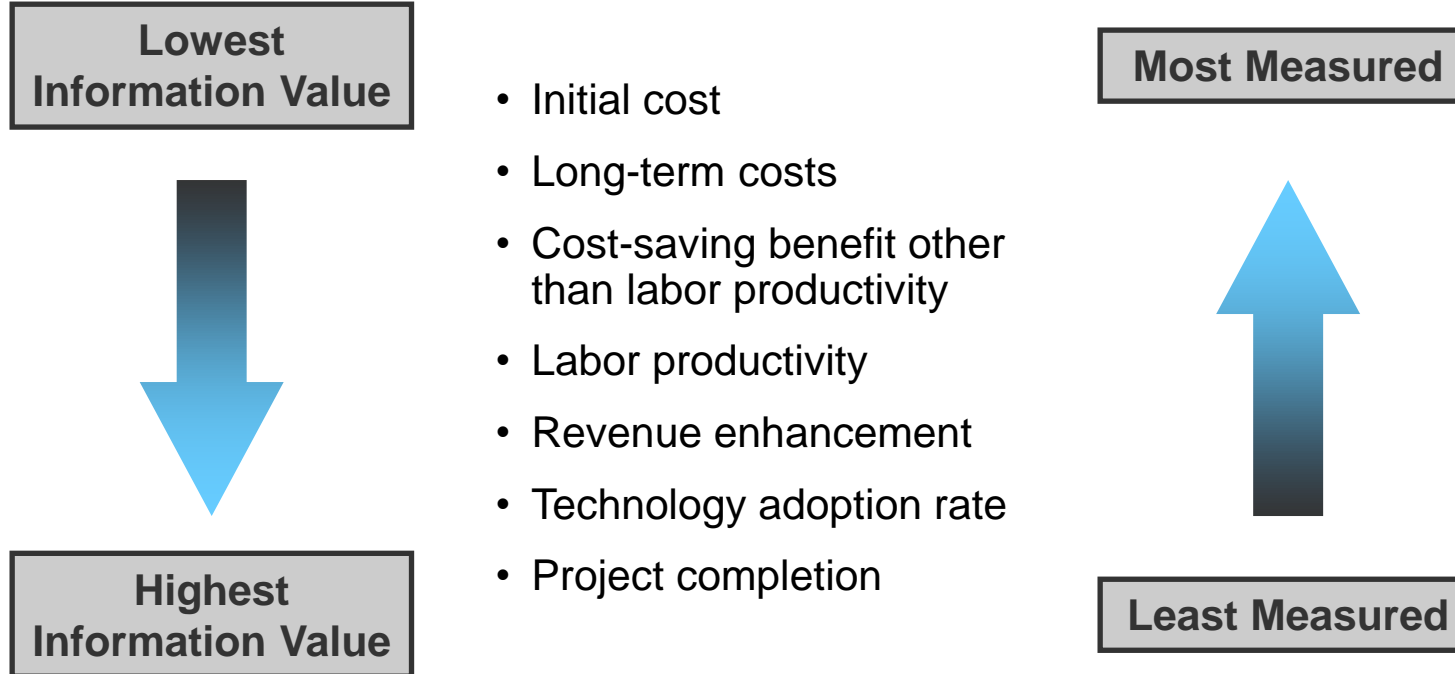 Lowest
Information Value
• Initial cost
• Long-term costs
• Cost-saving benefit other
than labor productivity
• Labor productivity
• Revenue enhancement
• Technology adoption rate
• Project completion
Highest
Information Value
Most Measured
Least Measured